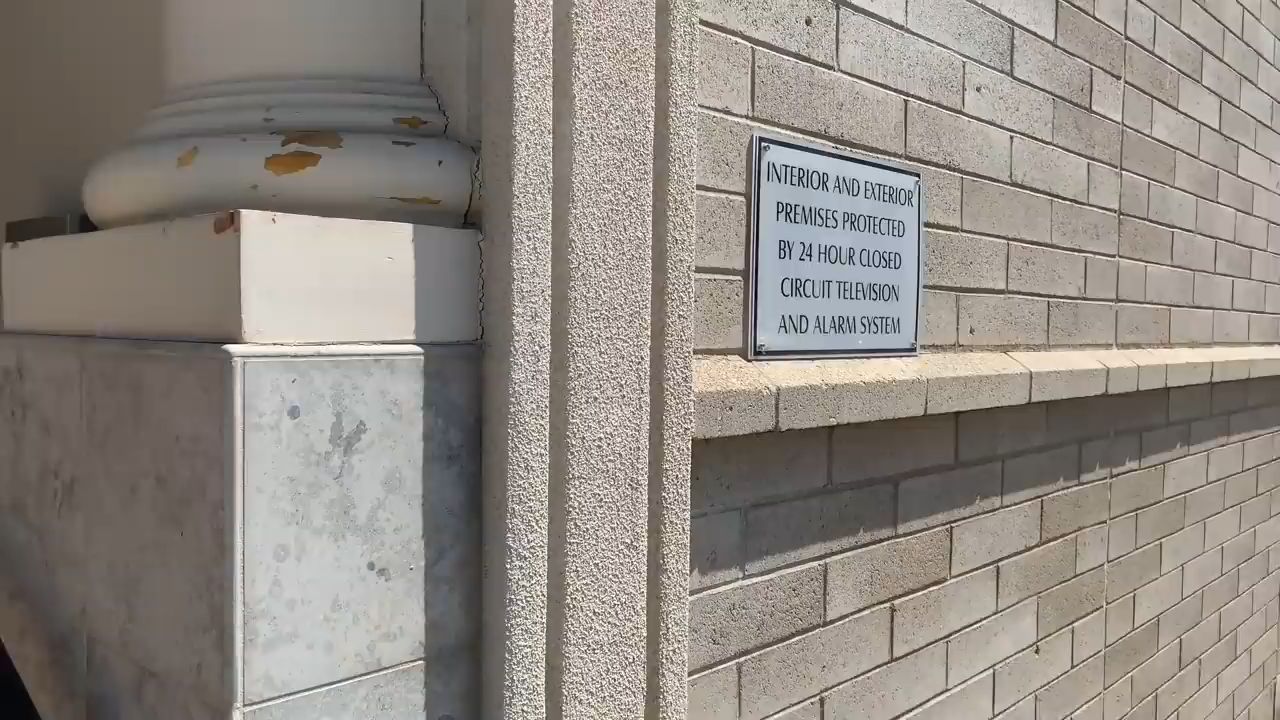 INTERIOR AND EXTERIOR
PREMISES PROTECTED
BY 24 HOUR CLOSED
CIRCUIT TELEVISION
AND ALARM SYSTEM